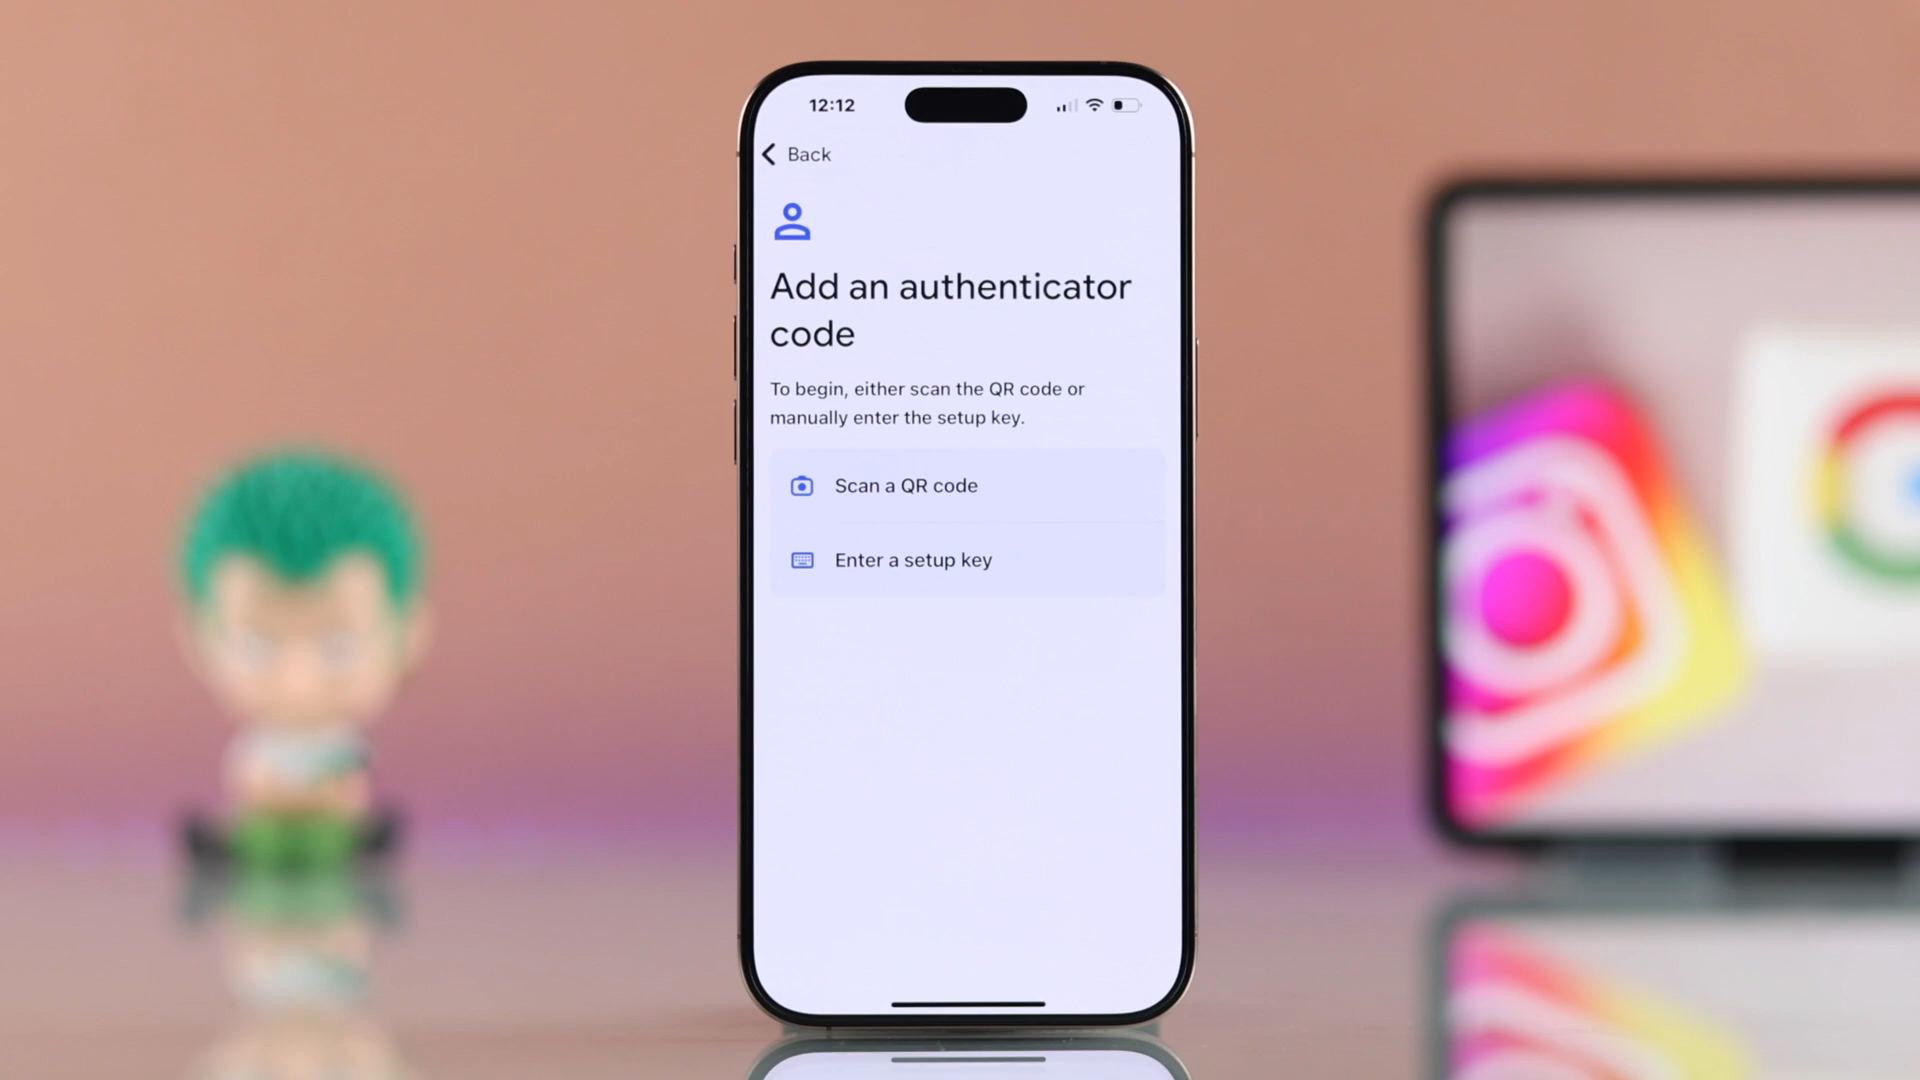 12:12
Back
Add an authenticator
code
To begin, either scan the QR code or
manually enter the setup key.
Scan a QR code
Enter a setup key